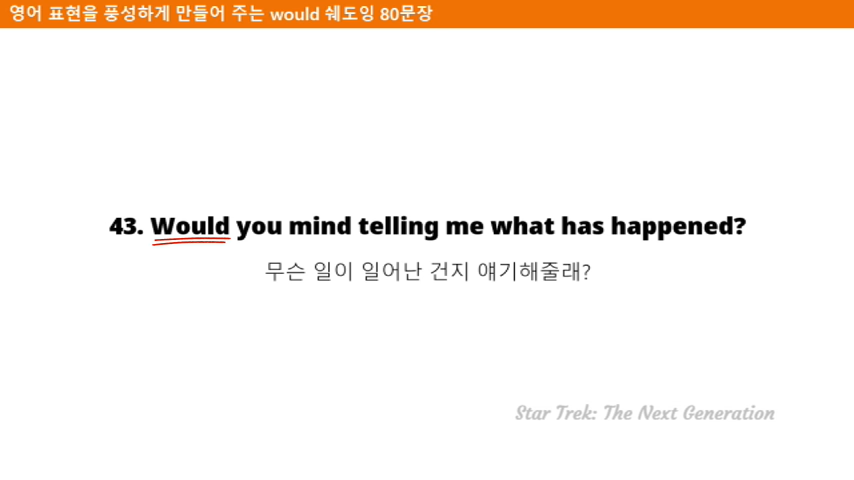 영어 표현을 풍성하게 만들어 주는 would 쉐도잉 80문장
43. Would you mind telling me what has happened?
무슨 일이 일어난 건지 얘기해줄래?
Star Trek: The Next Generation